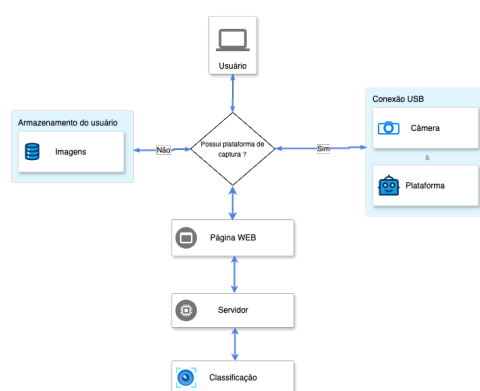 Usuário
Conexão USB
Câmera
&
Plataforma
Armazenamento do usuário
Imagens
Não
Possui plataforma de
captura ?
Sim
Página WEB
Servidor
Classificação